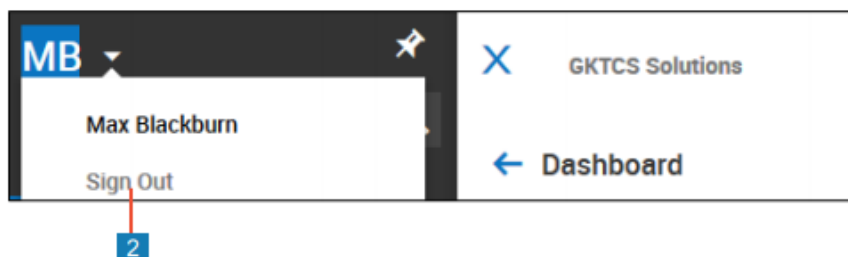 MB
Max Blackburn
Sign Out
2
X
GKTCS Solutions
← Dashboard